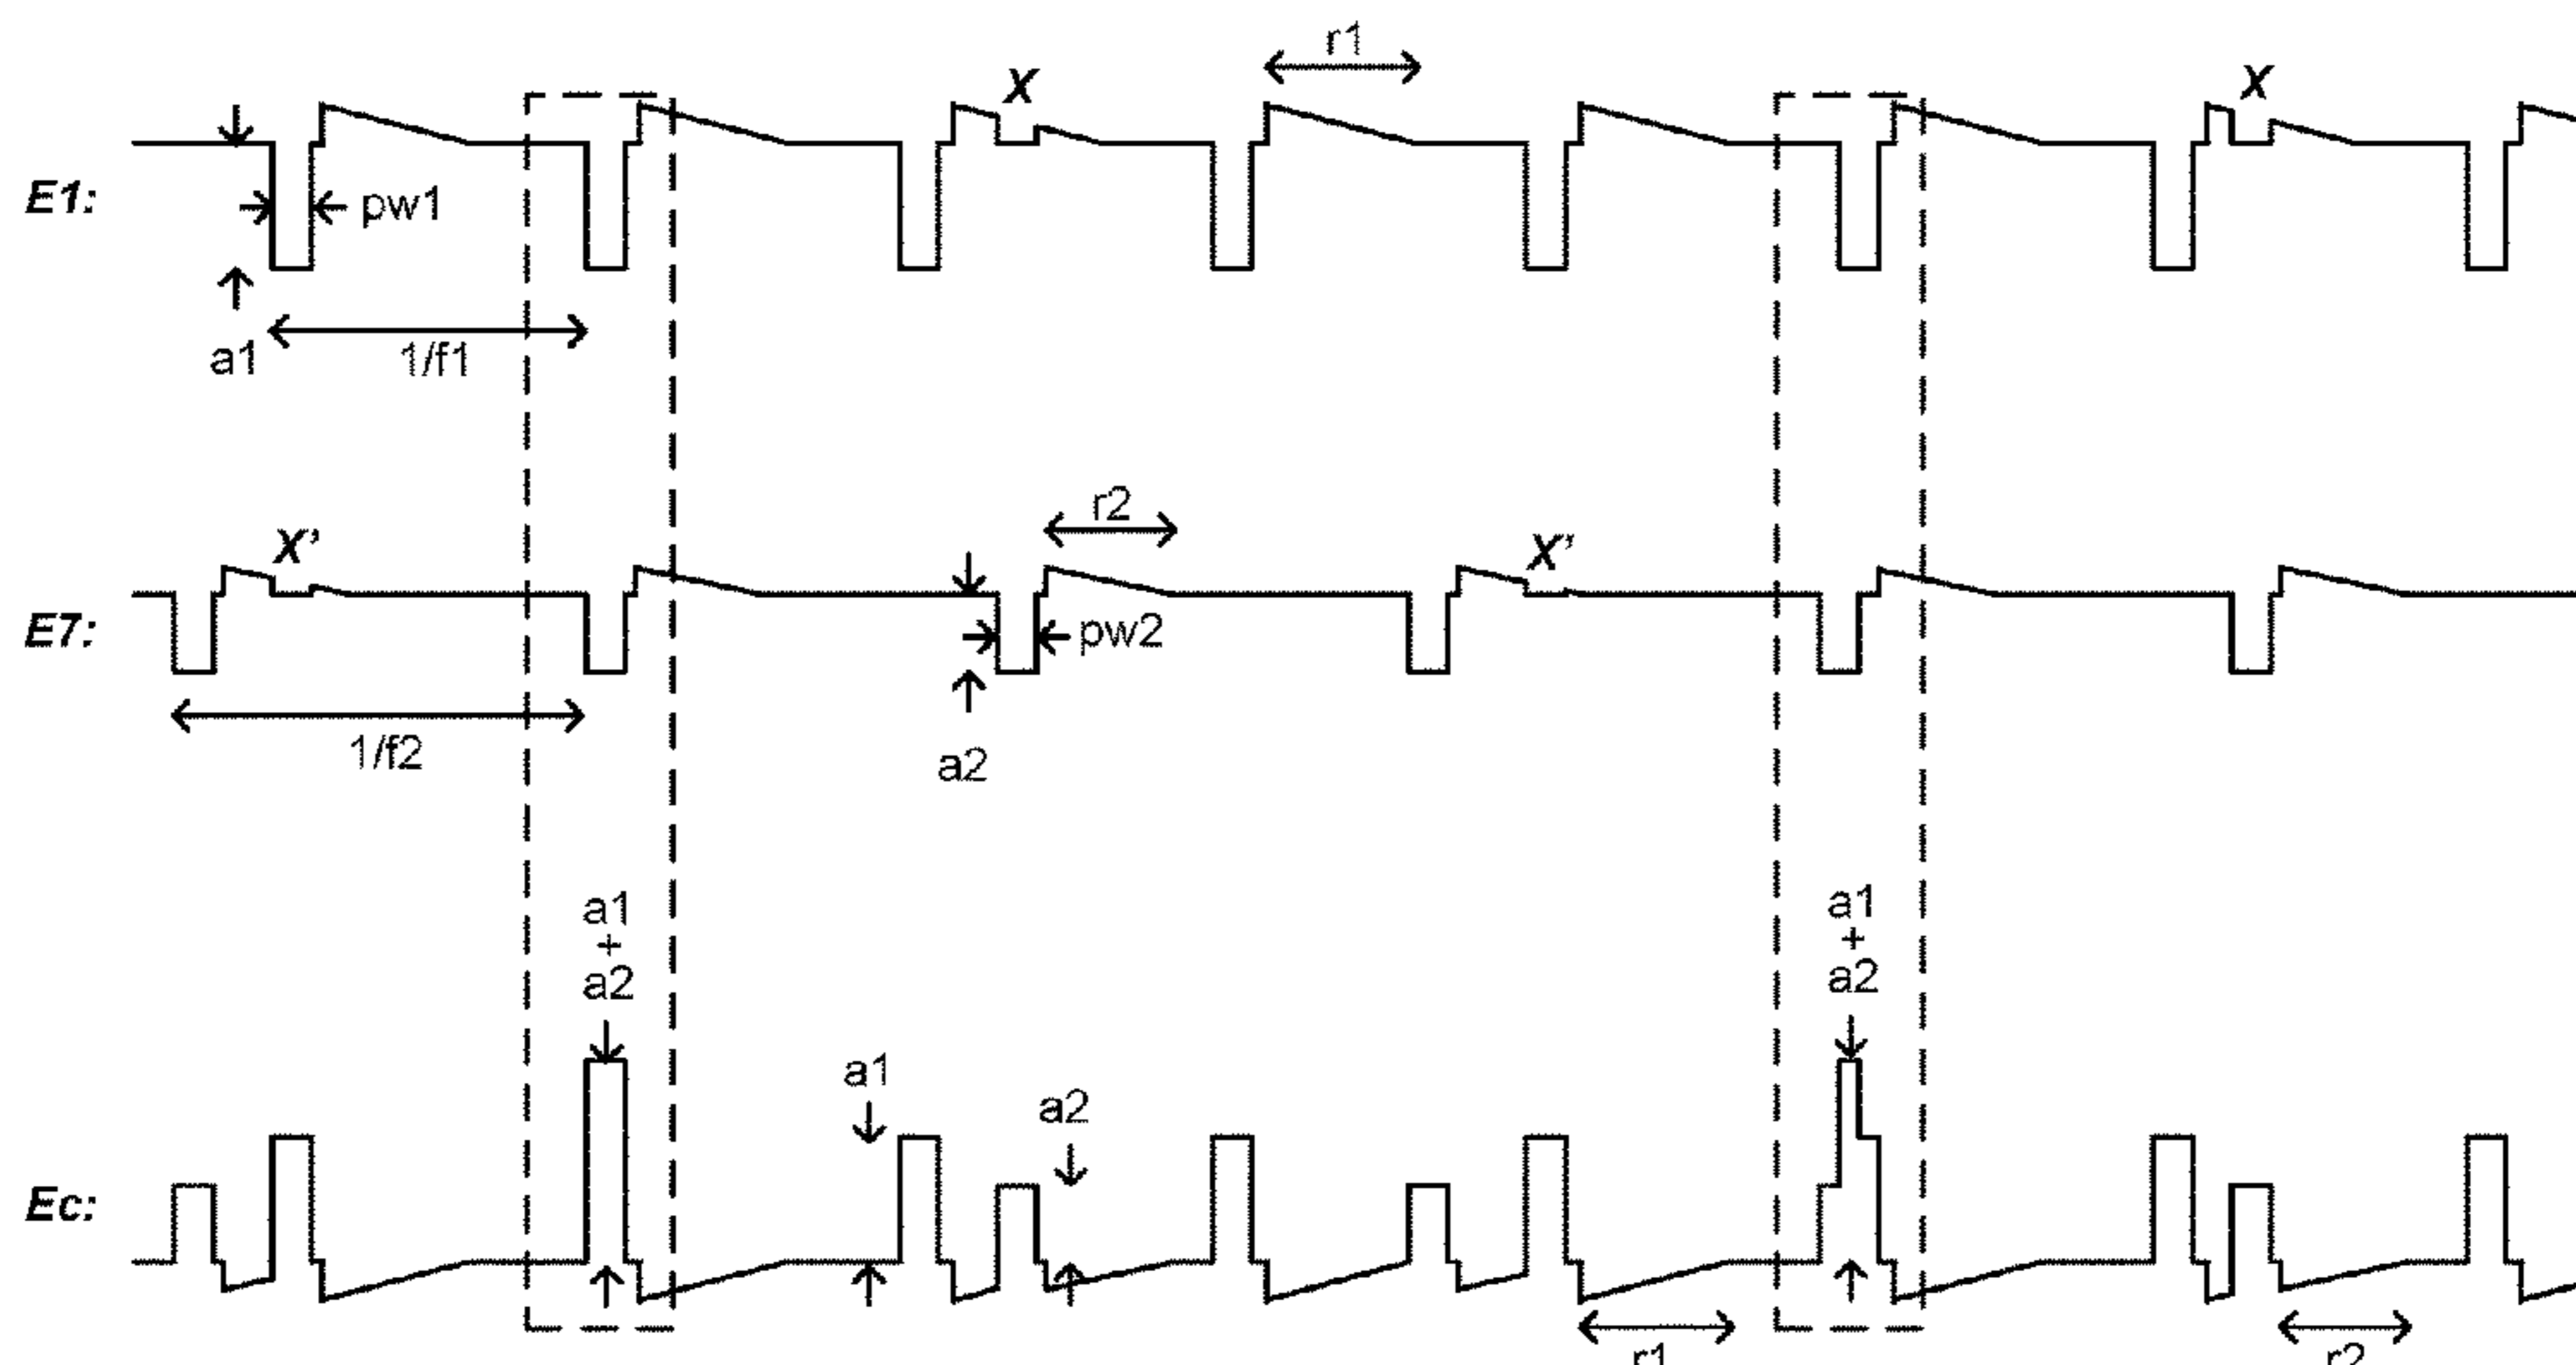 r1
X
X
E1:
pw1
a1
1/f1
r2
X'
X'
E7:
pw2
1/f2
a2
a1
+
a2
a1
+
a2
a1
a2
Ec:
r1
r2